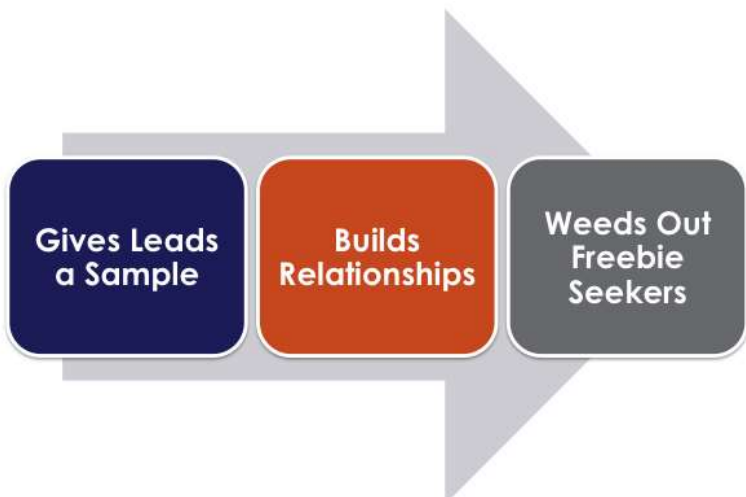 Gives Leads
a Sample
Builds
Relationships
Weeds Out
Freebie
Seekers